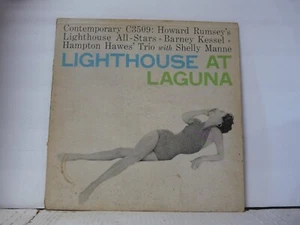 Contemporary C3509: Howard Rumsey's
Lighthouse All-Stars • Barney Kessel •
Hampton Hawes' Trio with Shelly Manne
LIGHTHOUSE AT
LAGUNA